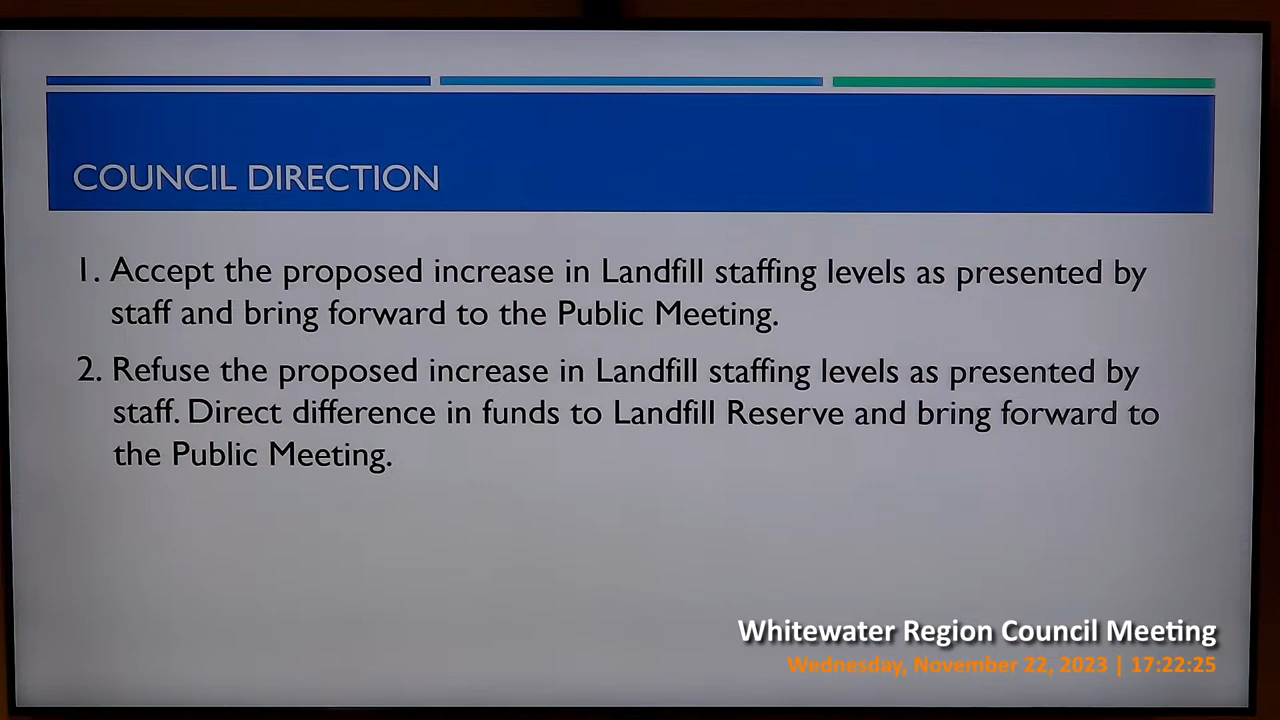 COUNCIL DIRECTION
1. Accept the proposed increase in Landfill staffing levels as presented by
staff and bring forward to the Public Meeting.
2. Refuse the proposed increase in Landfill staffing levels as presented by
staff. Direct difference in funds to Landfill Reserve and bring forward to
the Public Meeting.
Whitewater Region Council Meeting
Wednesday, November 22, 2023 | 17:22:25